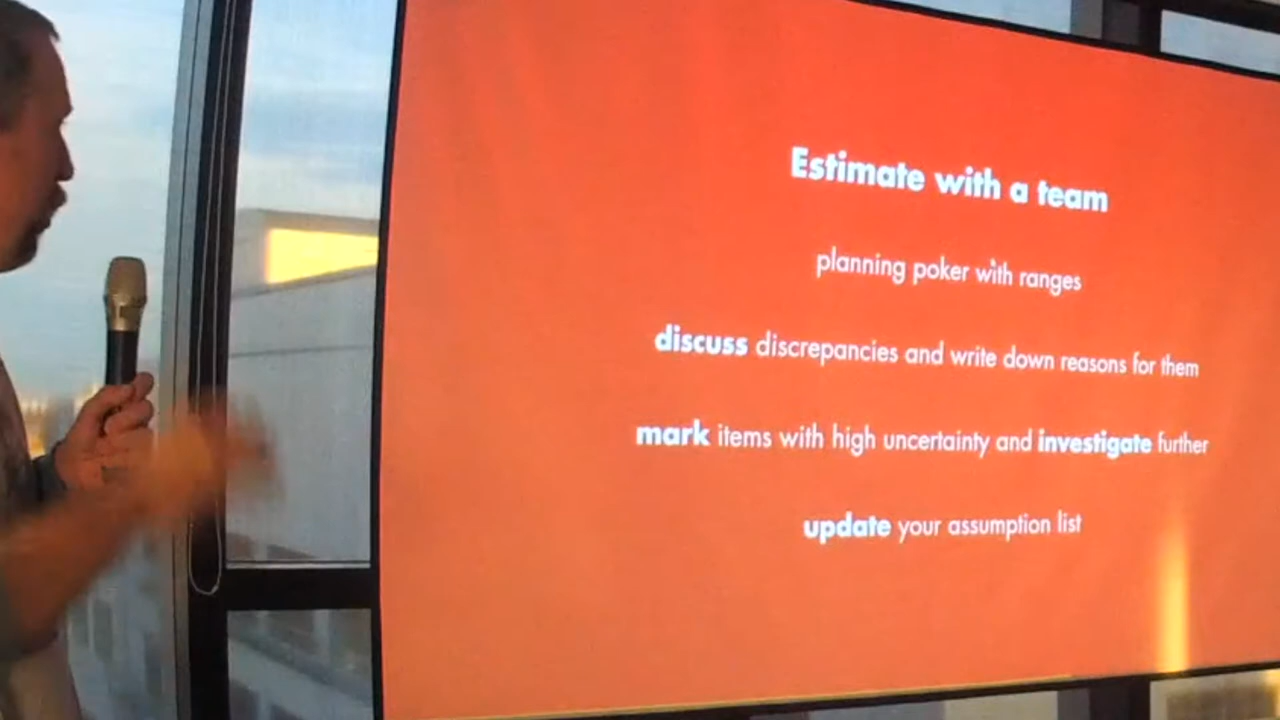 Estimate with a team
planning poker with ranges
discuss discrepancies and write down reasons for them
mark items with high uncertainty and investigate further
update your assumption list